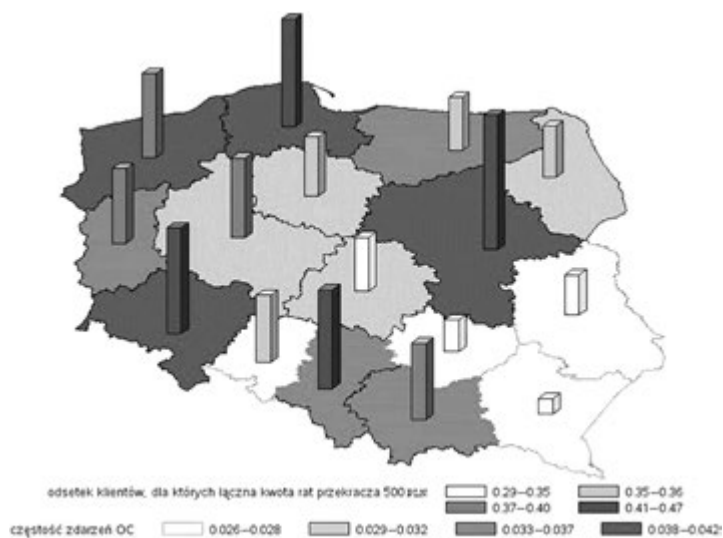 odsetek klientów, dla których łączna kwota rat przekracza 500 PLN 0.29–0.35 0.35–0.36
0.37–0.40 0.41–0.47
częstość zdarzeń OC 0.026–0.028 0.029–0.032 0.033–0.037 0.038–0.042